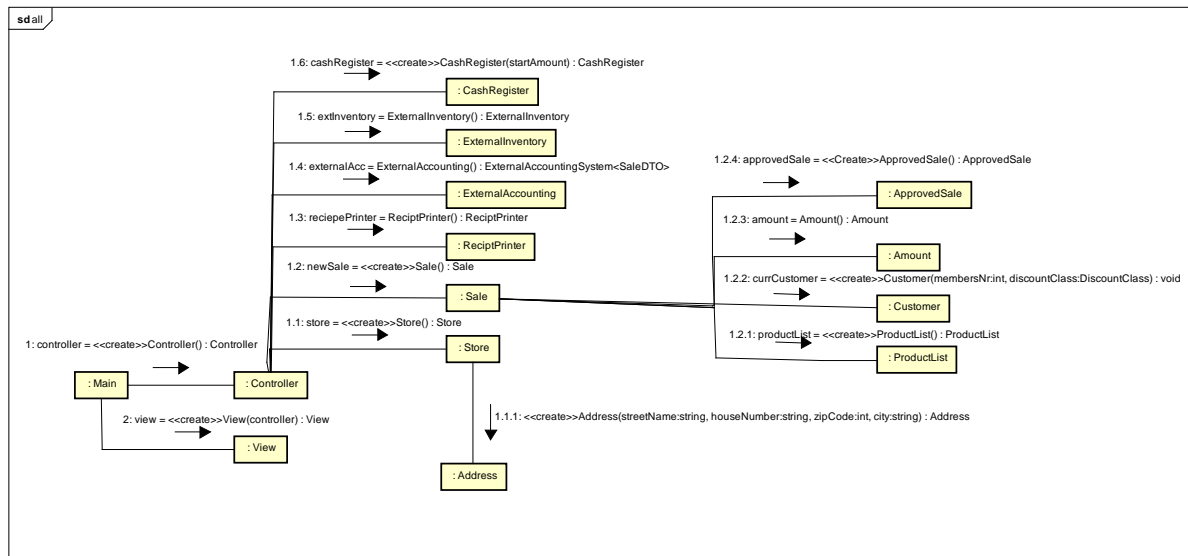 sd all
1.6: cashRegister = <<create>>CashRegister(startAmount) : CashRegister
: CashRegister
1.5: extInventory = ExternalInventory() : ExternalInventory
: ExternalInventory
1.4: externalAcc = ExternalAccounting() : ExternalAccountingSystem<SaleDTO>
: ExternalAccounting
1.3: reciepePrinter = ReciptPrinter() : ReciptPrinter
: ReciptPrinter
1.2: newSale = <<create>>Sale() : Sale
: Sale
1.1: store = <<create>>Store() : Store
: Store
1.2.4: approvedSale = <<Create>>ApprovedSale() : ApprovedSale
: ApprovedSale
1.2.3: amount = Amount() : Amount
: Amount
1.2.2: currCustomer = <<create>>Customer(membersNr:int, discountClass:DiscountClass) : void
: Customer
1.2.1: productList = <<create>>ProductList() : ProductList
: ProductList
1: controller = <<create>>Controller() : Controller
: Main
: Controller
2: view = <<create>>View(controller) : View
: View
1.1.1: <<create>>Address(streetName:string, houseNumber:string, zipCode:int, city:string) : Address
: Address